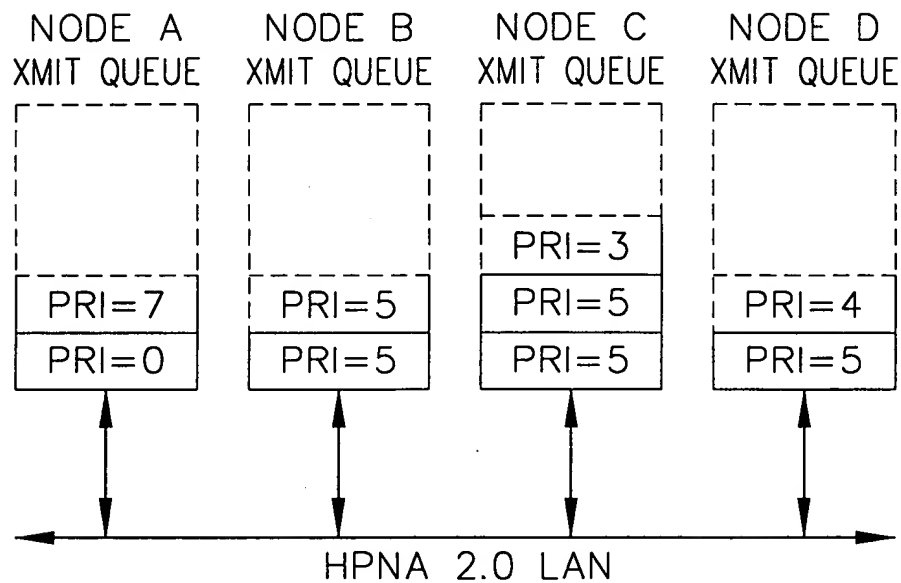 NODE A
XMIT QUEUE
NODE B
XMIT QUEUE
NODE C
XMIT QUEUE
NODE D
XMIT QUEUE
PRI=7
PRI=0
PRI=5
PRI=5
PRI=3
PRI=5
PRI=5
PRI=4
PRI=5
HPNA 2.0 LAN